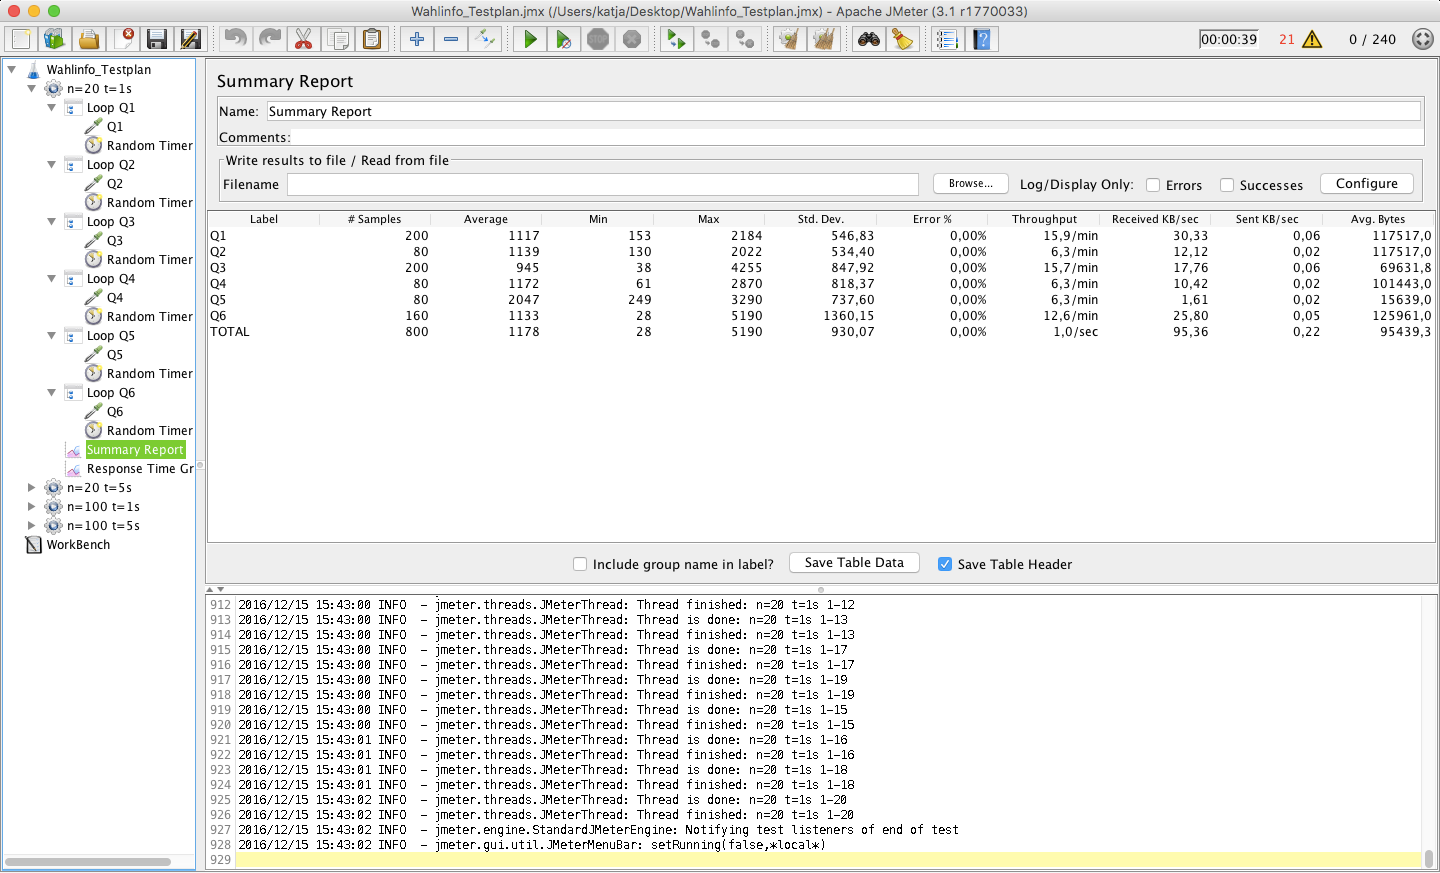 Wahlinfo_Testplan.jmx (/Users/katja/Desktop/Wahlinfo_Testplan.jmx) - Apache JMeter (3.1 r1770033)
00:00:39 21 0 / 240
Wahlinfo_Testplan
n=20 t=1s
Loop Q1
Q1
Random Timer
Loop Q2
Q2
Random Timer
Loop Q3
Q3
Random Timer
Loop Q4
Q4
Random Timer
Loop Q5
Q5
Random Timer
Loop Q6
Q6
Random Timer
Summary Report
Response Time Gr
n=20 t=5s
n=100 t=1s
n=100 t=5s
WorkBench
Summary Report
Name: Summary Report
Comments:
Write results to file / Read from file
Filename Browse... Log/Display Only: Errors Successes Configure
Label # Samples Average Min Max Std. Dev. Error % Throughput Received KB/sec Sent KB/sec Avg. Bytes
Q1 200 1117 153 2184 546,83 0,00% 15,9/min 30,33 0,06 117517,0
Q2 80 1139 130 2022 534,40 0,00% 6,3/min 12,12 0,02 117517,0
Q3 200 945 38 4255 847,92 0,00% 15,7/min 17,76 0,06 69631,8
Q4 80 1172 61 2870 818,37 0,00% 6,3/min 10,42 0,02 101443,0
Q5 80 2047 249 3290 737,60 0,00% 6,3/min 1,61 0,02 15639,0
Q6 160 1133 28 5190 1360,15 0,00% 12,6/min 25,80 0,05 125961,0
TOTAL 800 1178 28 5190 930,07 0,00% 1,0/sec 95,36 0,22 95439,3
Include group name in label? Save Table Data Save Table Header
912 2016/12/15 15:43:00 INFO - jmeter.threads.JMeterThread: Thread finished: n=20 t=1s 1-12
913 2016/12/15 15:43:00 INFO - jmeter.threads.JMeterThread: Thread is done: n=20 t=1s 1-13
914 2016/12/15 15:43:00 INFO - jmeter.threads.JMeterThread: Thread finished: n=20 t=1s 1-13
915 2016/12/15 15:43:00 INFO - jmeter.threads.JMeterThread: Thread is done: n=20 t=1s 1-17
916 2016/12/15 15:43:00 INFO - jmeter.threads.JMeterThread: Thread finished: n=20 t=1s 1-17
917 2016/12/15 15:43:00 INFO - jmeter.threads.JMeterThread: Thread is done: n=20 t=1s 1-19
918 2016/12/15 15:43:00 INFO - jmeter.threads.JMeterThread: Thread finished: n=20 t=1s 1-19
919 2016/12/15 15:43:00 INFO - jmeter.threads.JMeterThread: Thread is done: n=20 t=1s 1-15
920 2016/12/15 15:43:00 INFO - jmeter.threads.JMeterThread: Thread finished: n=20 t=1s 1-15
921 2016/12/15 15:43:01 INFO - jmeter.threads.JMeterThread: Thread is done: n=20 t=1s 1-16
922 2016/12/15 15:43:01 INFO - jmeter.threads.JMeterThread: Thread finished: n=20 t=1s 1-16
923 2016/12/15 15:43:01 INFO - jmeter.threads.JMeterThread: Thread is done: n=20 t=1s 1-18
924 2016/12/15 15:43:01 INFO - jmeter.threads.JMeterThread: Thread finished: n=20 t=1s 1-18
925 2016/12/15 15:43:02 INFO - jmeter.threads.JMeterThread: Thread is done: n=20 t=1s 1-20
926 2016/12/15 15:43:02 INFO - jmeter.threads.JMeterThread: Thread finished: n=20 t=1s 1-20
927 2016/12/15 15:43:02 INFO - jmeter.engine.StandardJMeterEngine: Notifying test listeners of end of test
928 2016/12/15 15:43:02 INFO - jmeter.gui.util.JMeterMenuBar: setRunning(false,*local*)
929